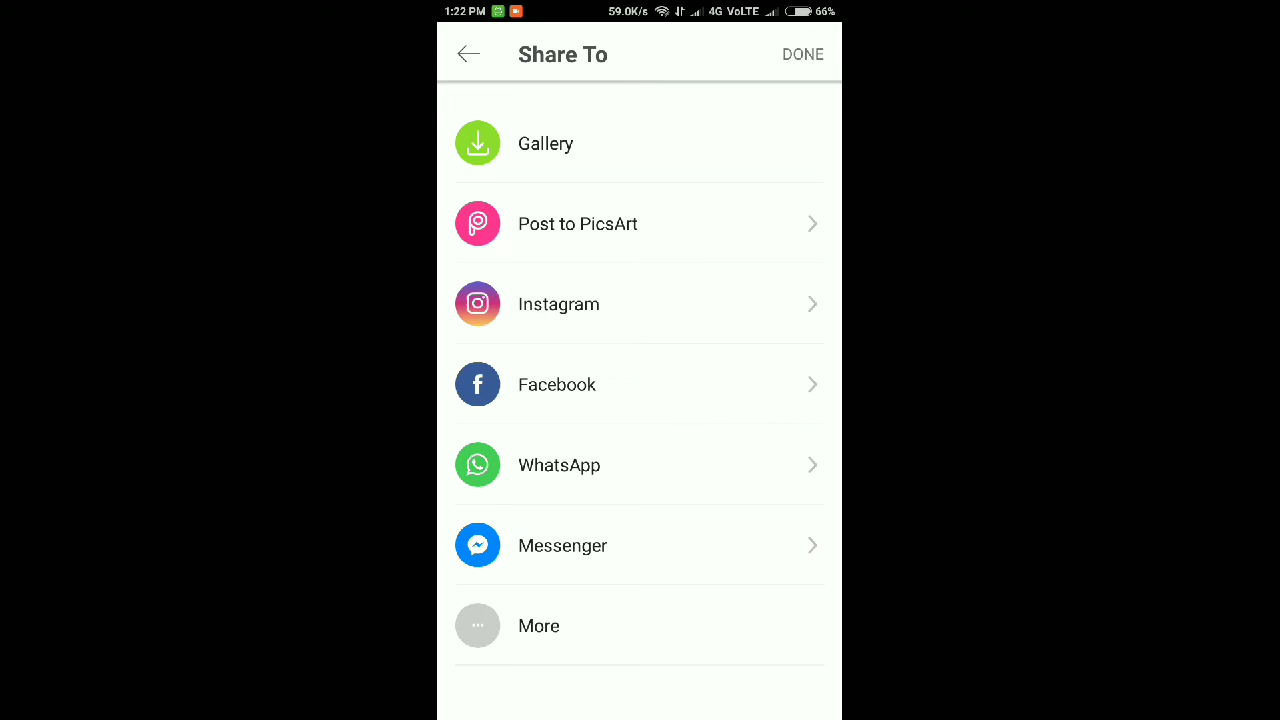 1:22 PM 59.0K/s 4G VoLTE 66%
Share To DONE
Gallery
Post to PicsArt
Instagram
Facebook
WhatsApp
Messenger
More